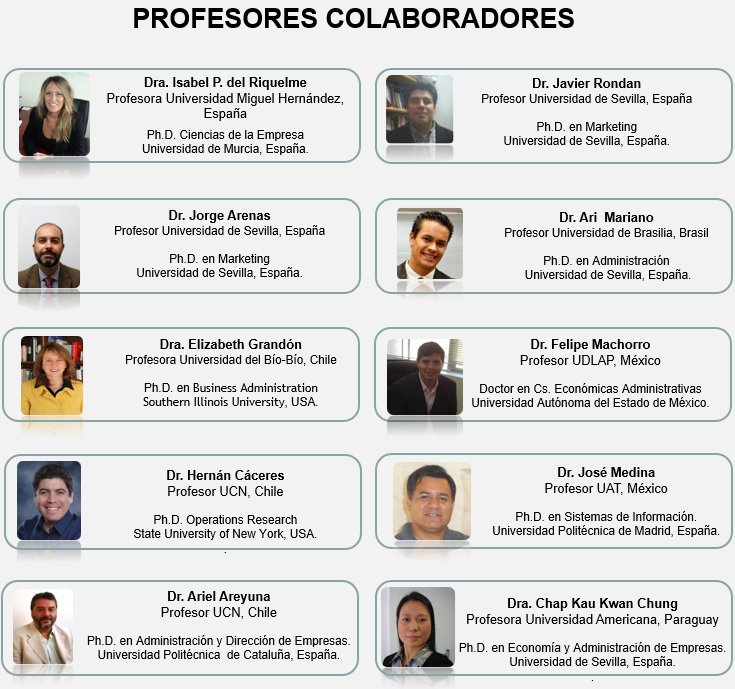 PROFESORES COLABORADORES
Dra. Isabel P. del Riquelme
Profesora Universidad Miguel Hernández,
España
Ph.D. Ciencias de la Empresa
Universidad de Murcia, España.
Dr. Javier Rondan
Profesor Universidad de Sevilla, España
Ph.D. en Marketing
Universidad de Sevilla, España.
Dr. Jorge Arenas
Profesor Universidad de Sevilla, España
Ph.D. en Marketing
Universidad de Sevilla, España.
Dr. Ari Mariano
Profesor Universidad de Brasilia, Brasil
Ph.D. en Administración
Universidad de Sevilla, España.
Dra. Elizabeth Grandón
Profesora Universidad del Bío-Bío, Chile
Ph.D. en Business Administration
Southern Illinois University, USA.
Dr. Felipe Machorro
Profesor UDLAP, México
Doctor en Cs. Económicas Administrativas
Universidad Autónoma del Estado de México.
Dr. Hernán Cáceres
Profesor UCN, Chile
Ph.D. Operations Research
State University of New York, USA.
.
Dr. José Medina
Profesor UAT, México
Ph.D. en Sistemas de Información.
Universidad Politécnica de Madrid, España.
Dr. Ariel Areyuna
Profesor UCN, Chile
Ph.D. en Administración y Dirección de Empresas.
Universidad Politécnica de Cataluña, España.
Dra. Chap Kau Kwan Chung
Profesora Universidad Americana, Paraguay
Ph.D. en Economía y Administración de Empresas.
Universidad de Sevilla, España.
.